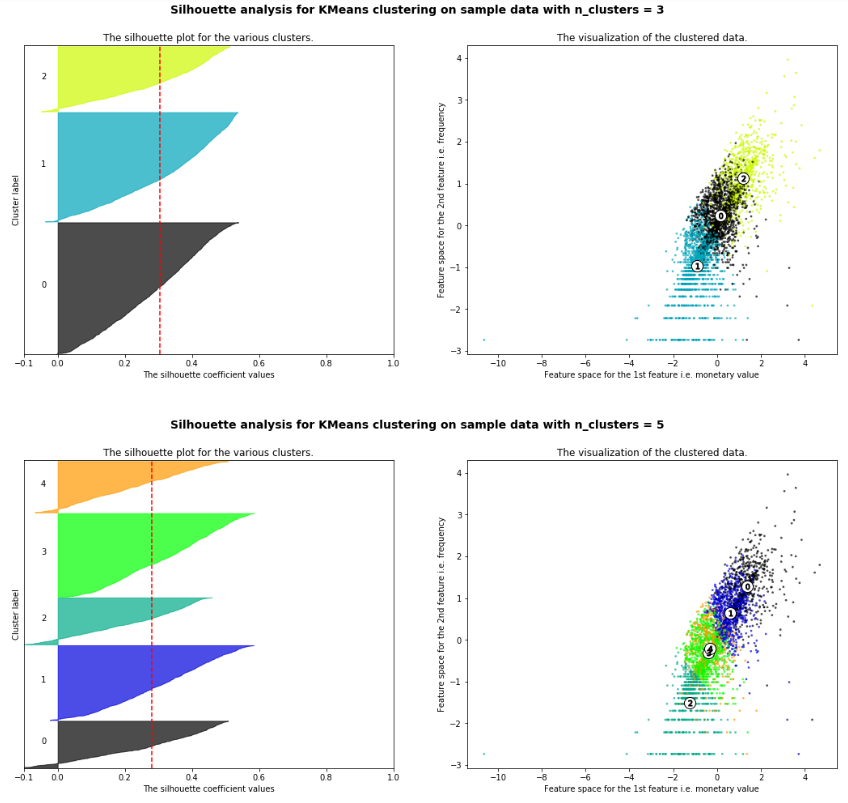 Silhouette analysis for KMeans clustering on sample data with n_clusters = 3
The silhouette plot for the various clusters.
2
1
0
Cluster label
−0.1 0.0 0.2 0.4 0.6 0.8 1.0
The silhouette coefficient values
The visualization of the clustered data.
4
3
2
1
0
−1
−2
−3
Feature space for the 2nd feature i.e. frequency
2
0
1
−10 −8 −6 −4 −2 0 2 4
Feature space for the 1st feature i.e. monetary value
Silhouette analysis for KMeans clustering on sample data with n_clusters = 5
The silhouette plot for the various clusters.
4
3
2
1
0
Cluster label
−0.1 0.0 0.2 0.4 0.6 0.8 1.0
The silhouette coefficient values
The visualization of the clustered data.
4
3
2
1
0
−1
−2
−3
Feature space for the 2nd feature i.e. frequency
0
1
4
2
−10 −8 −6 −4 −2 0 2 4
Feature space for the 1st feature i.e. monetary value